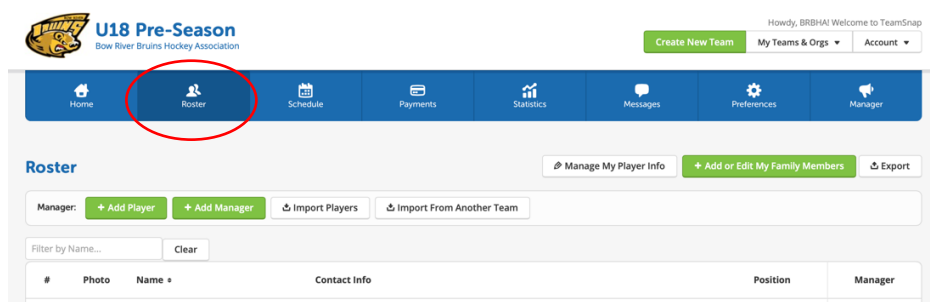 Howdy, BRBHA! Welcome to TeamSnap
U18 Pre-Season
Bow River Bruins Hockey Association
Create New Team My Teams & Orgs Account
Home Roster Schedule Payments Statistics Messages Preferences Manager
Roster
Manage My Player Info + Add or Edit My Family Members Export
Manager: + Add Player + Add Manager Import Players Import From Another Team
Filter by Name... Clear
# Photo Name Contact Info Position Manager